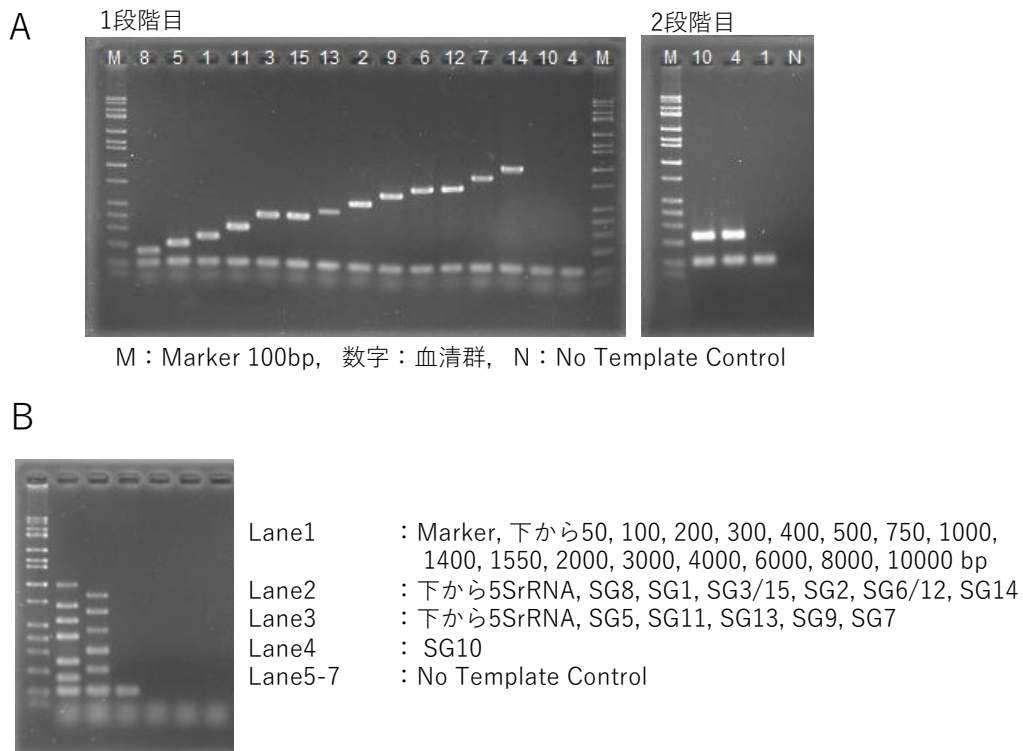 A
1段階目
2段階目
M 8 5 1 11 3 15 13 2 9 6 12 7 14 10 4 M
M 10 4 1 N
M：Marker 100bp, 数字：血清群, N：No Template Control
B
Lane1 ：Marker, 下から50, 100, 200, 300, 400, 500, 750, 1000,
1400, 1550, 2000, 3000, 4000, 6000, 8000, 10000 bp
Lane2 ：下から5SrRNA, SG8, SG1, SG3/15, SG2, SG6/12, SG14
Lane3 ：下から5SrRNA, SG5, SG11, SG13, SG9, SG7
Lane4 ： SG10
Lane5-7 ：No Template Control